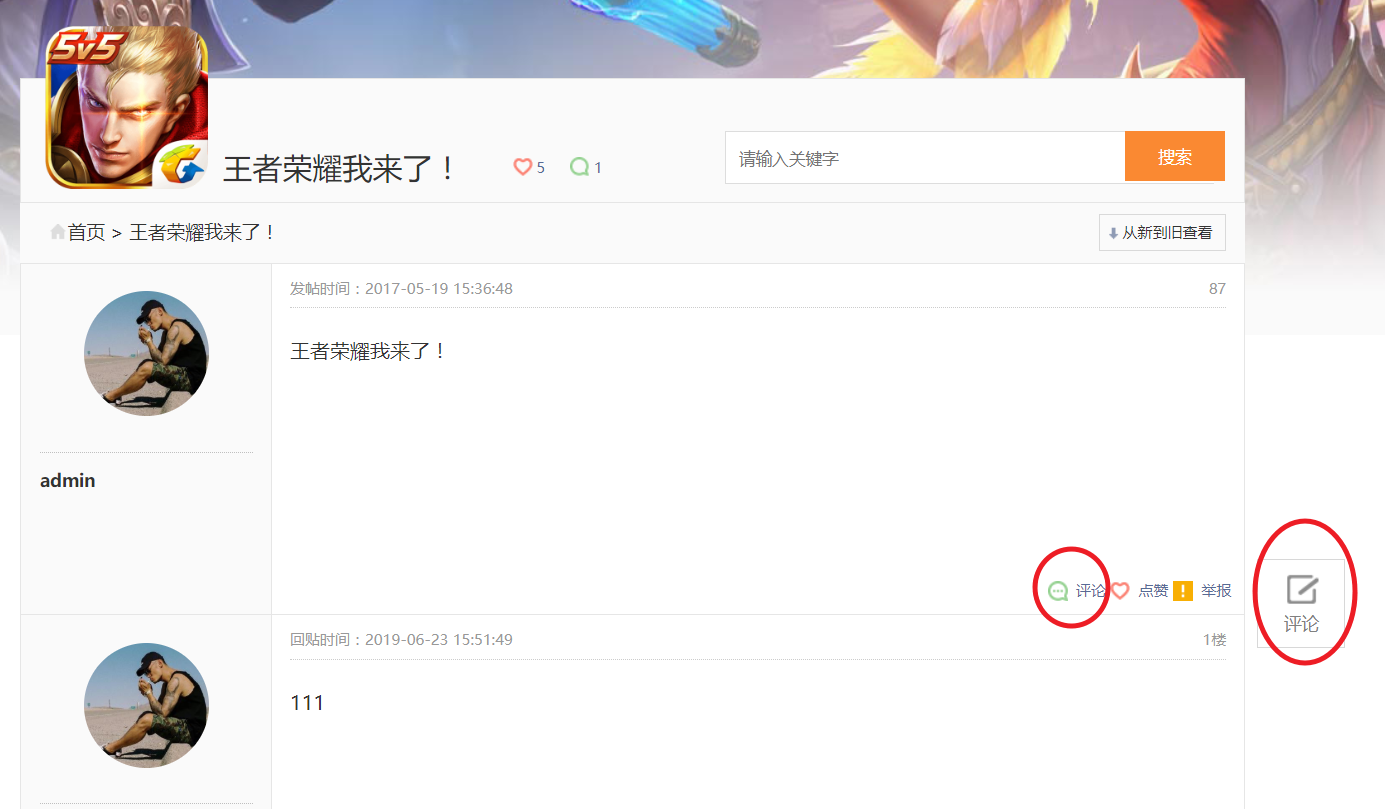 5v5
王者荣耀我来了！
5
1
请输入关键字
搜索
首页 > 王者荣耀我来了！
从新到旧查看
发帖时间：2017-05-19 15:36:48
87
王者荣耀我来了！
admin
评论
点赞
举报
评论
回贴时间：2019-06-23 15:51:49
1楼
111